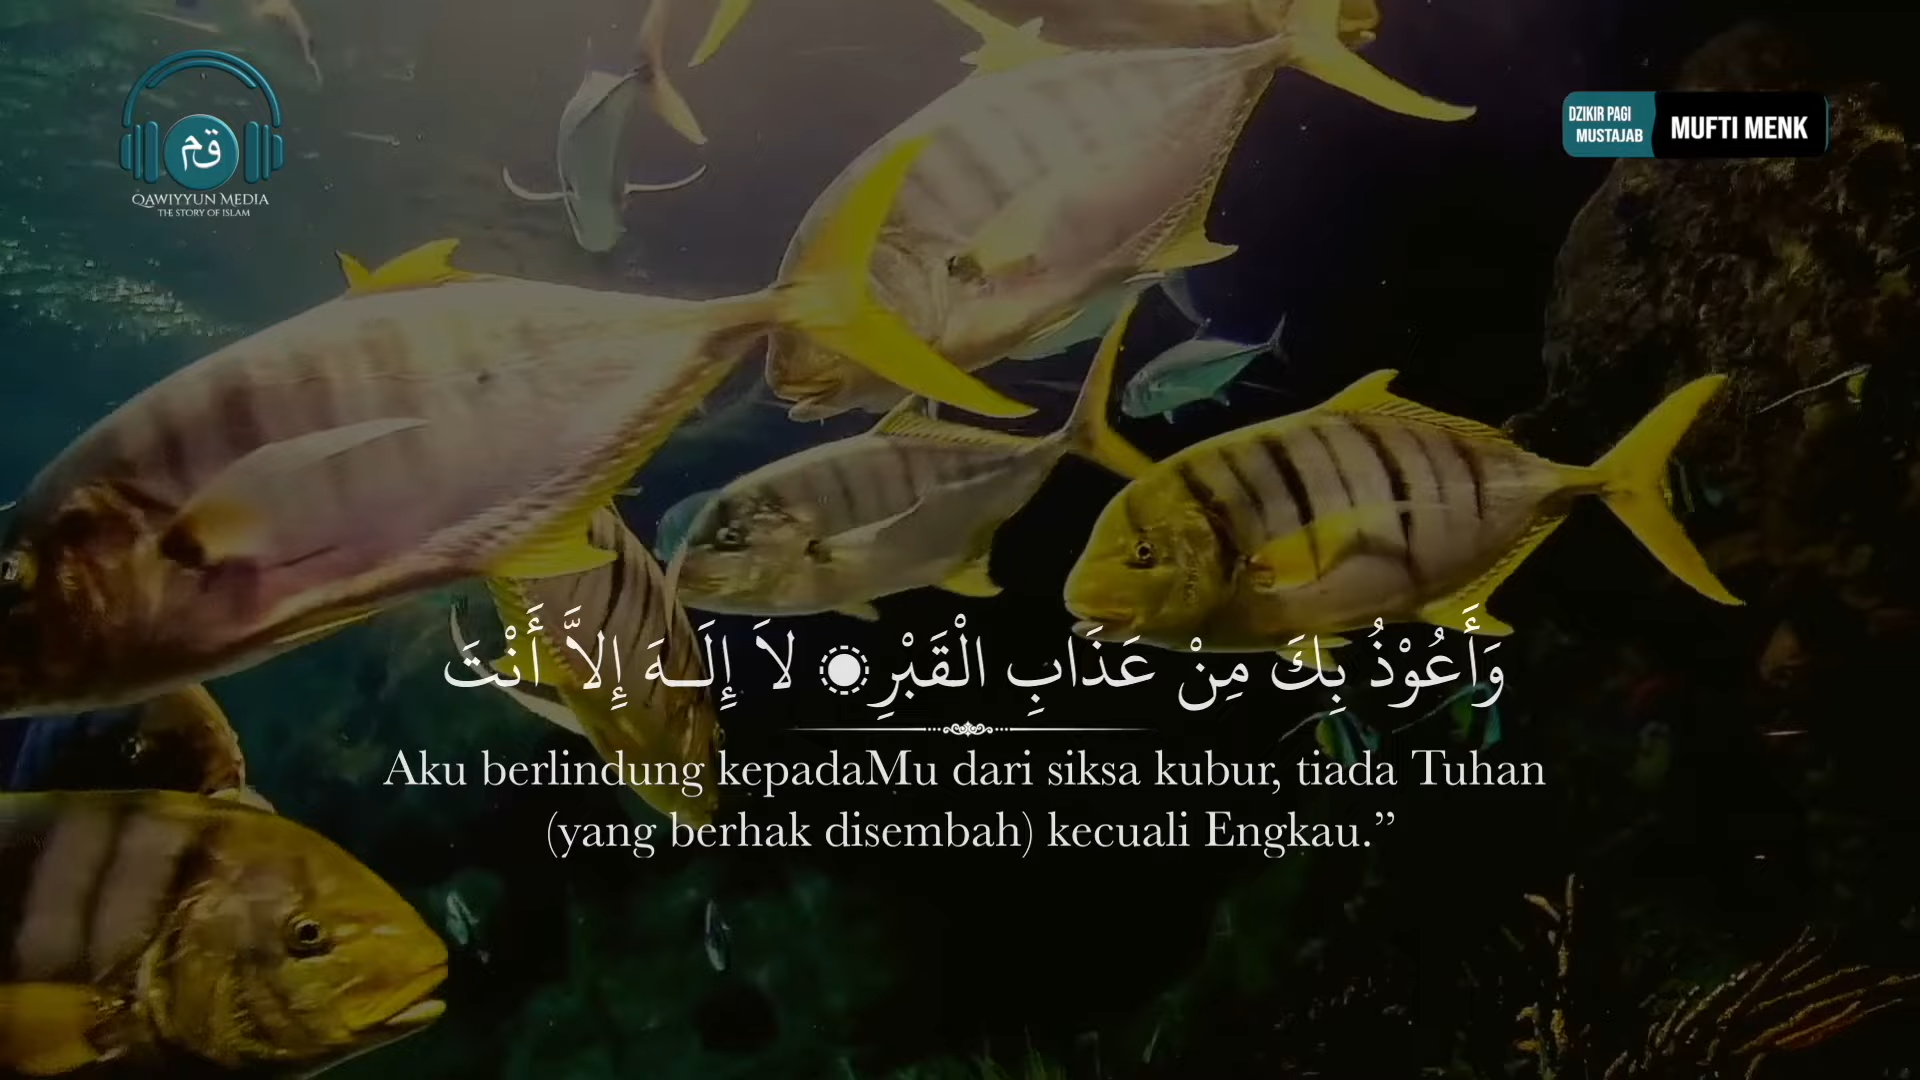 قم
QAWIYYUN MEDIA
THE STORY OF ISLAM
DZIKIR PAGI
MUSTAJAB
MUFTI MENK
وَأَعُوْذُ بِكَ مِنْ عَذَابِ الْقَبْرِ لاَ إِلَـهَ إِلاَّ أَنْتَ
Aku berlindung kepadaMu dari siksa kubur, tiada Tuhan
(yang berhak disembah) kecuali Engkau.”